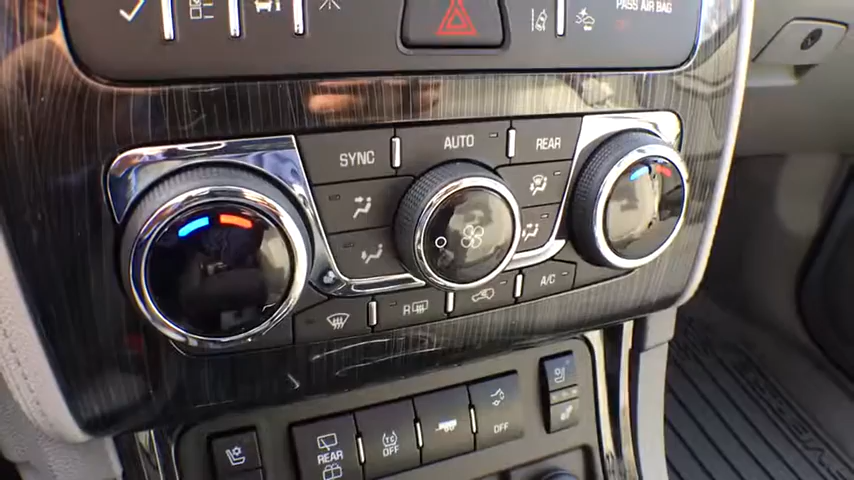 PASS AIR BAG
SYNC AUTO REAR
R A/C
REAR OFF OFF